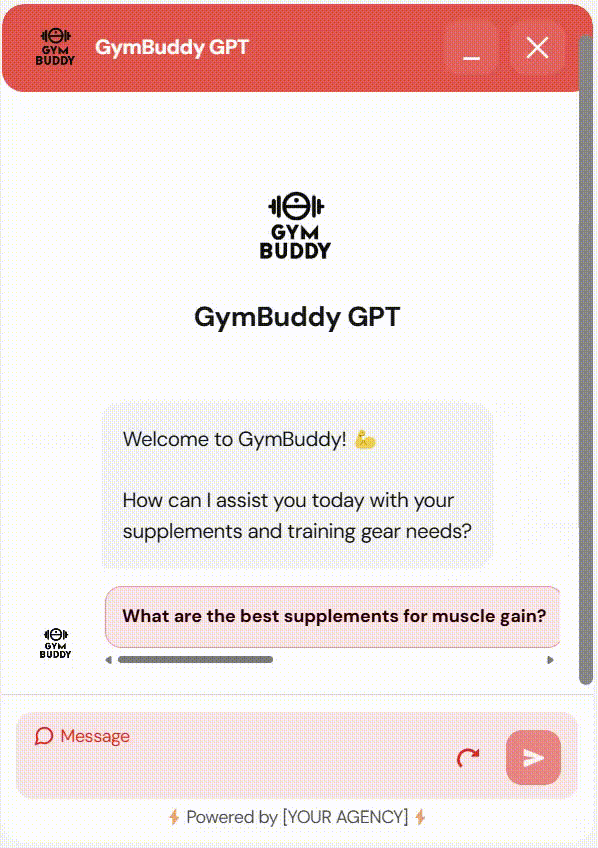 GYM
BUDDY
GymBuddy GPT
GYM
BUDDY
GymBuddy GPT
Welcome to GymBuddy! 💪
How can I assist you today with your
supplements and training gear needs?
What are the best supplements for muscle gain?
GYM
BUDDY
Message
⚡ Powered by [YOUR AGENCY] ⚡